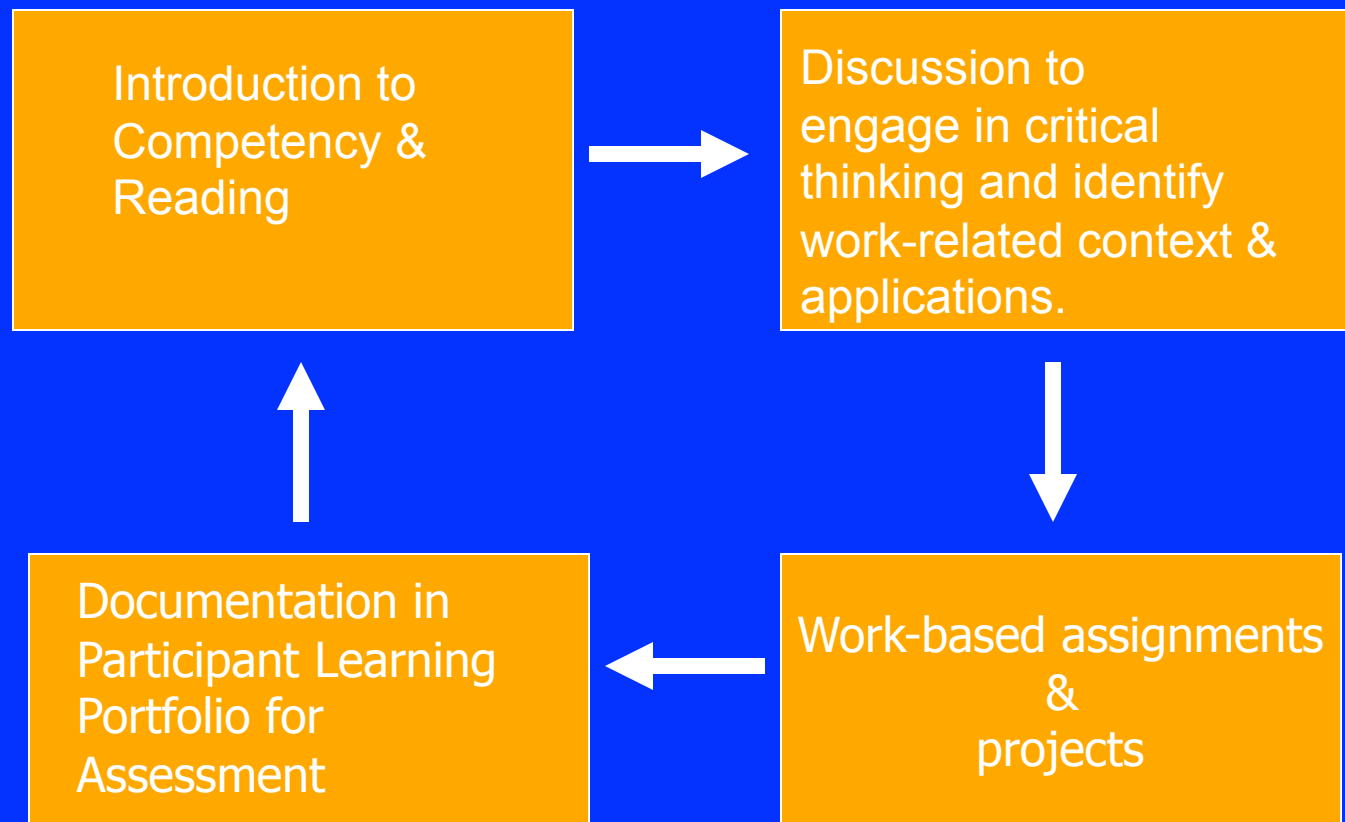 Introduction to
Competency &
Reading
Discussion to
engage in critical
thinking and identify
work-related context &
applications.
Work-based assignments
&
projects
Documentation in
Participant Learning
Portfolio for
Assessment